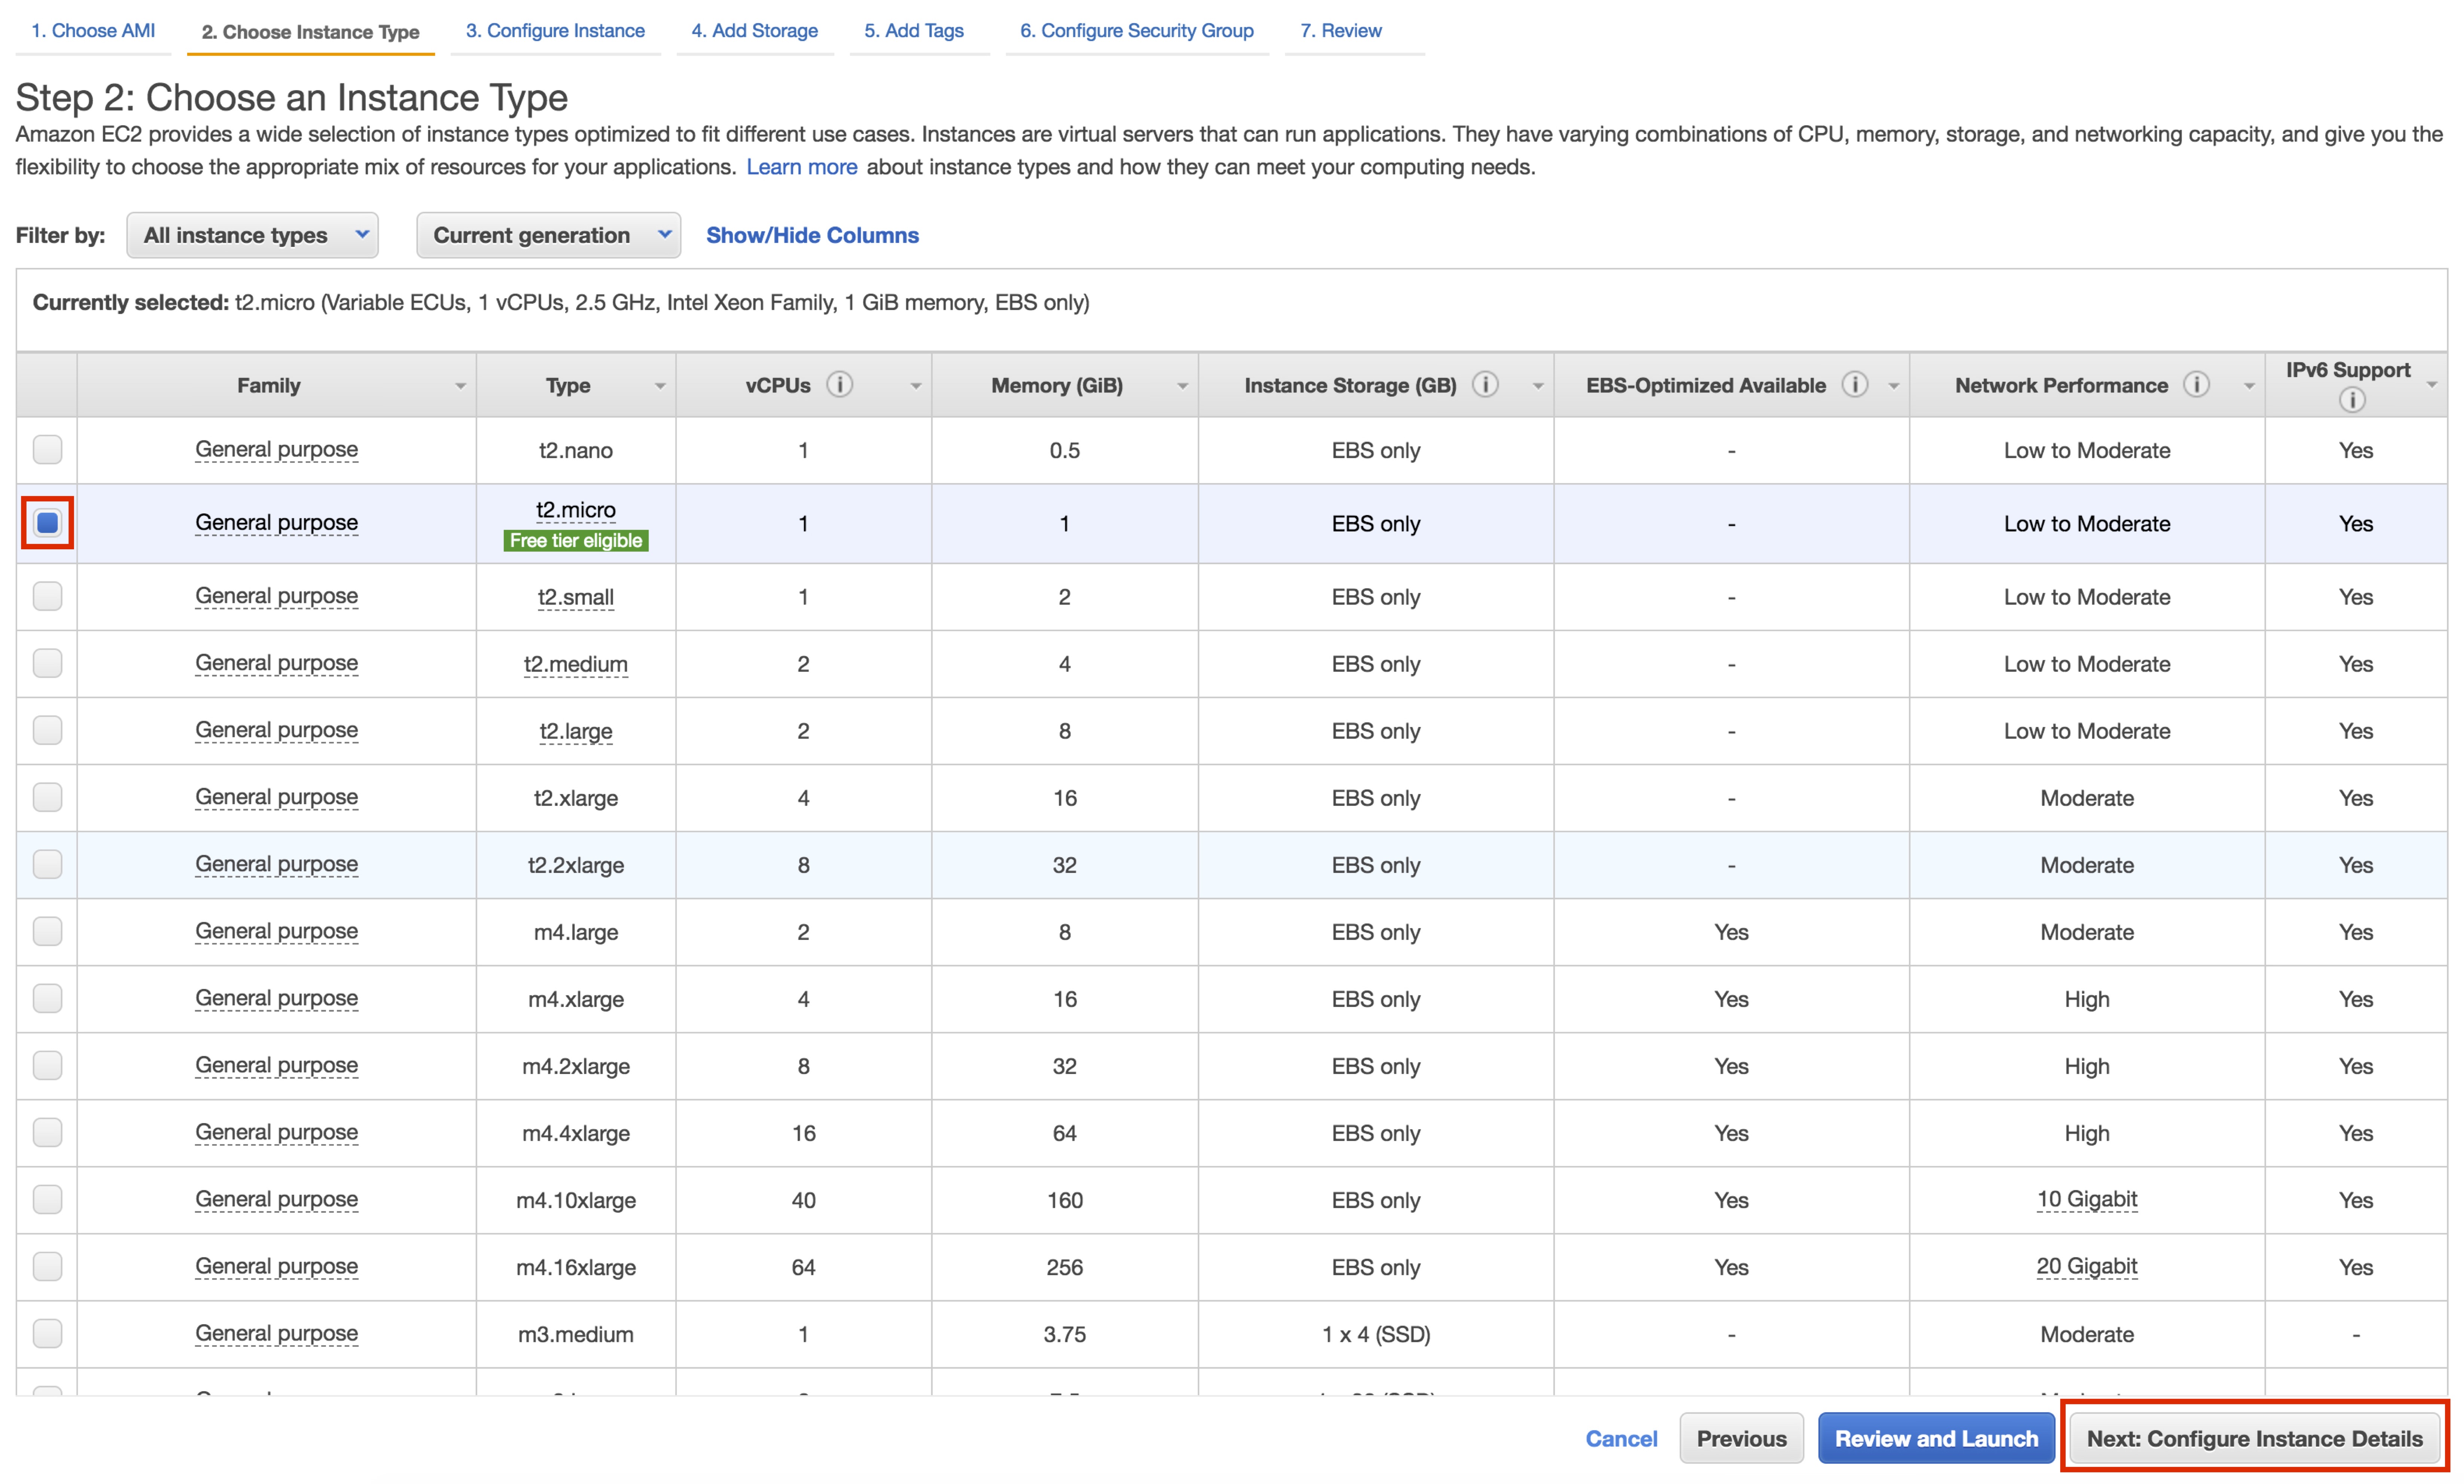 1. Choose AMI 2. Choose Instance Type 3. Configure Instance 4. Add Storage 5. Add Tags 6. Configure Security Group 7. Review
Step 2: Choose an Instance Type
Amazon EC2 provides a wide selection of instance types optimized to fit different use cases. Instances are virtual servers that can run applications. They have varying combinations of CPU, memory, storage, and networking capacity, and give you the
flexibility to choose the appropriate mix of resources for your applications. Learn more about instance types and how they can meet your computing needs.
Filter by: All instance types Current generation Show/Hide Columns
Currently selected: t2.micro (Variable ECUs, 1 vCPUs, 2.5 GHz, Intel Xeon Family, 1 GiB memory, EBS only)
Family Type vCPUs Memory (GiB) Instance Storage (GB) EBS-Optimized Available Network Performance IPv6 Support
General purpose t2.nano 1 0.5 EBS only - Low to Moderate Yes
General purpose t2.micro 1 1 EBS only - Low to Moderate Yes
Free tier eligible
General purpose t2.small 1 2 EBS only - Low to Moderate Yes
General purpose t2.medium 2 4 EBS only - Low to Moderate Yes
General purpose t2.large 2 8 EBS only - Low to Moderate Yes
General purpose t2.xlarge 4 16 EBS only - Moderate Yes
General purpose t2.2xlarge 8 32 EBS only - Moderate Yes
General purpose m4.large 2 8 EBS only Yes Moderate Yes
General purpose m4.xlarge 4 16 EBS only Yes High Yes
General purpose m4.2xlarge 8 32 EBS only Yes High Yes
General purpose m4.4xlarge 16 64 EBS only Yes High Yes
General purpose m4.10xlarge 40 160 EBS only Yes 10 Gigabit Yes
General purpose m4.16xlarge 64 256 EBS only Yes 20 Gigabit Yes
General purpose m3.medium 1 3.75 1 x 4 (SSD) - Moderate -
Cancel Previous Review and Launch Next: Configure Instance Details